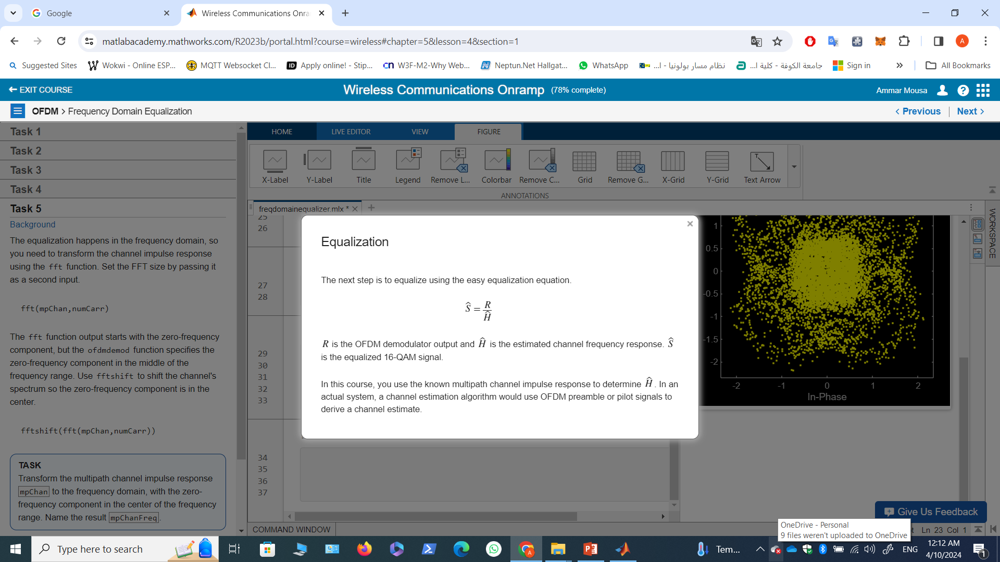 Google
Wireless Communications Onra
matlabacademy.mathworks.com/R2023b/portal.html?course=wireless#chapter=5&lesson=4&section=1
A
Suggested Sites
Wokwi - Online ESP...
MQTT Websocket Cl...
Apply online! - Stip...
W3F-M2-Why Web...
Neptun.Net Hallgat...
WhatsApp
نظام مسار بولونيا - ا...
جامعة الكوفة - كلية ا...
Sign in
All Bookmarks
EXIT COURSE
Wireless Communications Onramp (78% complete)
Ammar Mousa
OFDM > Frequency Domain Equalization
< Previous
Next >
Task 1
Task 2
Task 3
Task 4
Task 5
Background
The equalization happens in the frequency domain, so
you need to transform the channel impulse response
using the fft function. Set the FFT size by passing it
as a second input.
fft(mpChan,numCarr)
The fft function output starts with the zero-frequency
component, but the ofdmdemod function specifies the
zero-frequency component in the middle of the
frequency range. Use fftshift to shift the channel's
spectrum so the zero-frequency component is in the
center.
fftshift(fft(mpChan,numCarr))
TASK
Transform the multipath channel impulse response
mpChan to the frequency domain, with the zero-
frequency component in the center of the frequency
range. Name the result mpChanFreq.
HOME
LIVE EDITOR
VIEW
FIGURE
X-Label
Y-Label
Title
Legend
Remove L...
Colorbar
Remove C...
Grid
Remove G...
X-Grid
Y-Grid
Text Arrow
ANNOTATIONS
freqdomainequalizer.mlx *
25
26
27
28
29
30
31
32
33
34
35
36
37
Equalization
The next step is to equalize using the easy equalization equation.
Ŝ = R / Ĥ
R is the OFDM demodulator output and Ĥ is the estimated channel frequency response. Ŝ
is the equalized 16-QAM signal.
In this course, you use the known multipath channel impulse response to determine Ĥ. In an
actual system, a channel estimation algorithm would use OFDM preamble or pilot signals to
derive a channel estimate.
1
0.5
0
-0.5
-1
-1.5
-2
-2 -1 0 1 2
In-Phase
WORKSPACE
Give Us Feedback
COMMAND WINDOW
OneDrive - Personal
9 files weren't uploaded to OneDrive
Ln 23 Col 1
Type here to search
Tem...
ENG
12:12 AM
4/10/2024
1